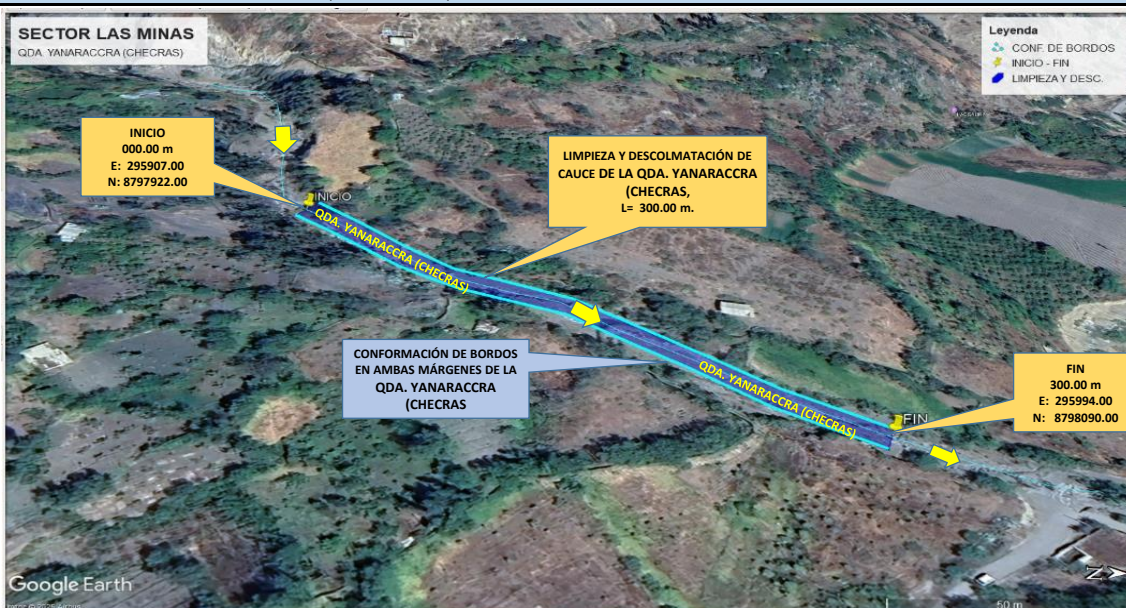 SECTOR LAS MINAS
QDA. YANARACCRA (CHECRAS)
Leyenda
CONF. DE BORDOS
INICIO - FIN
LIMPIEZA Y DESC.
INICIO
000.00 m
E: 295907.00
N: 8797922.00
LIMPIEZA Y DESCOLMATACIÓN DE
CAUCE DE LA QDA. YANARACCRA
(CHECRAS,
L= 300.00 m.
INICIO
QDA. YANARACCRA (CHECRAS)
CONFORMACIÓN DE BORDOS
EN AMBAS MÁRGENES DE LA
QDA. YANARACCRA
(CHECRAS
QDA. YANARACCRA (CHECRAS)
FIN
300.00 m
E: 295994.00
N: 8798090.00
FIN
Google Earth
N
50 m